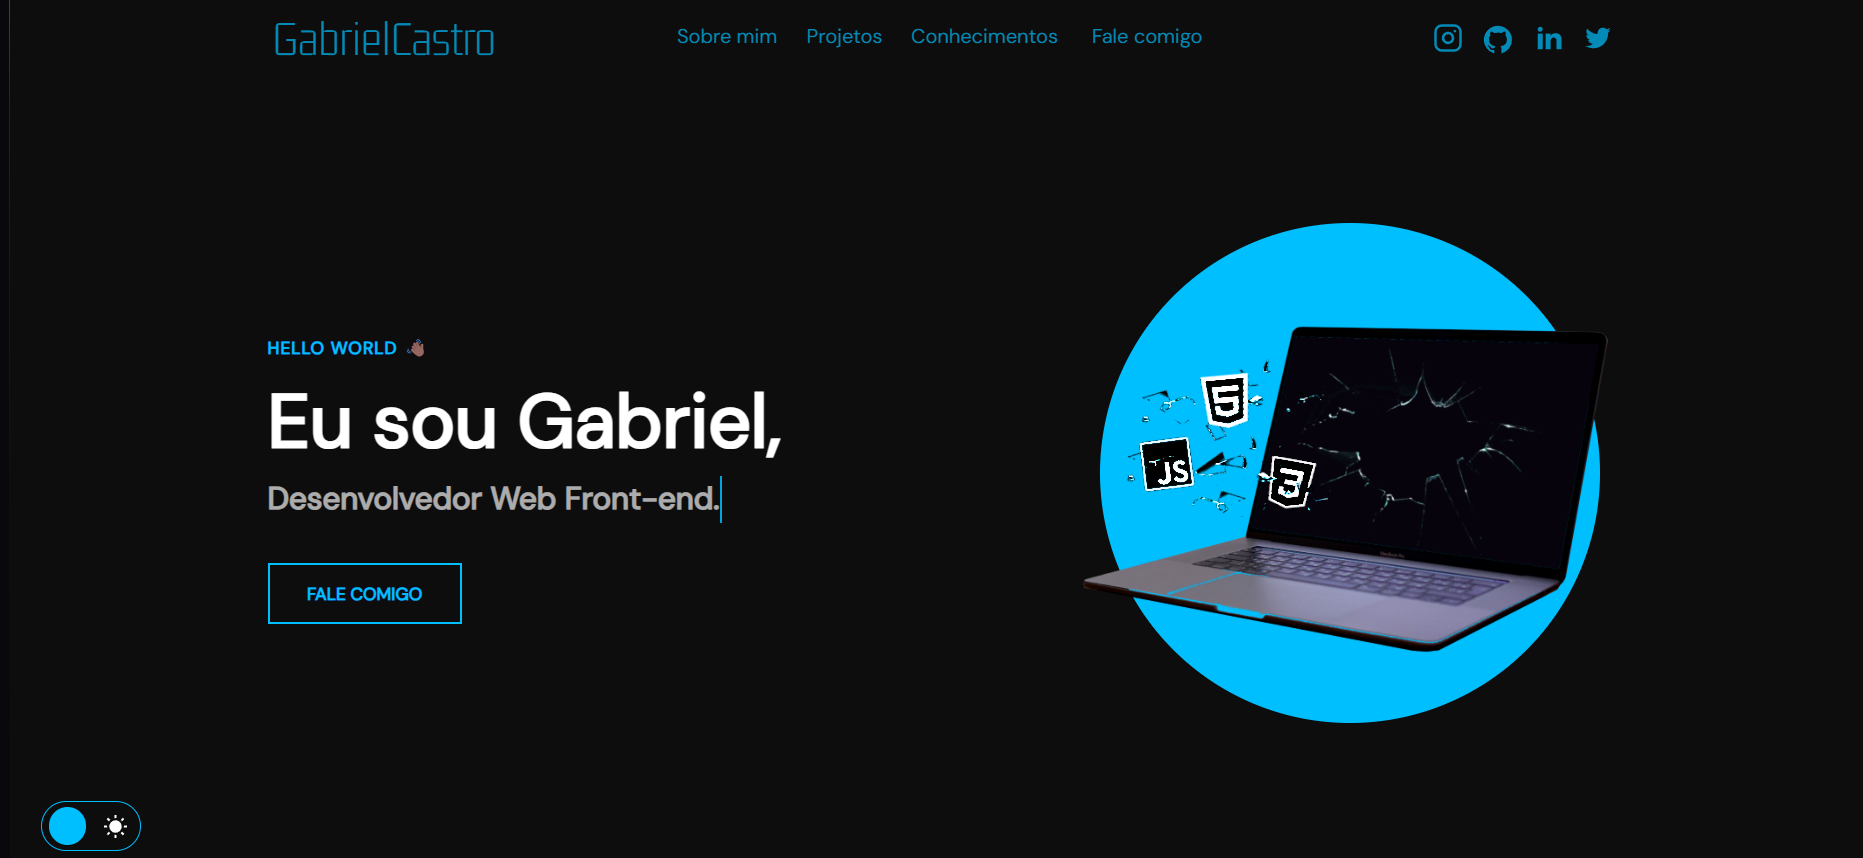 GabrielCastro
Sobre mim Projetos Conhecimentos Fale comigo
HELLO WORLD 👋🏽
Eu sou Gabriel,
Desenvolvedor Web Front-end.
FALE COMIGO
5
JS
3